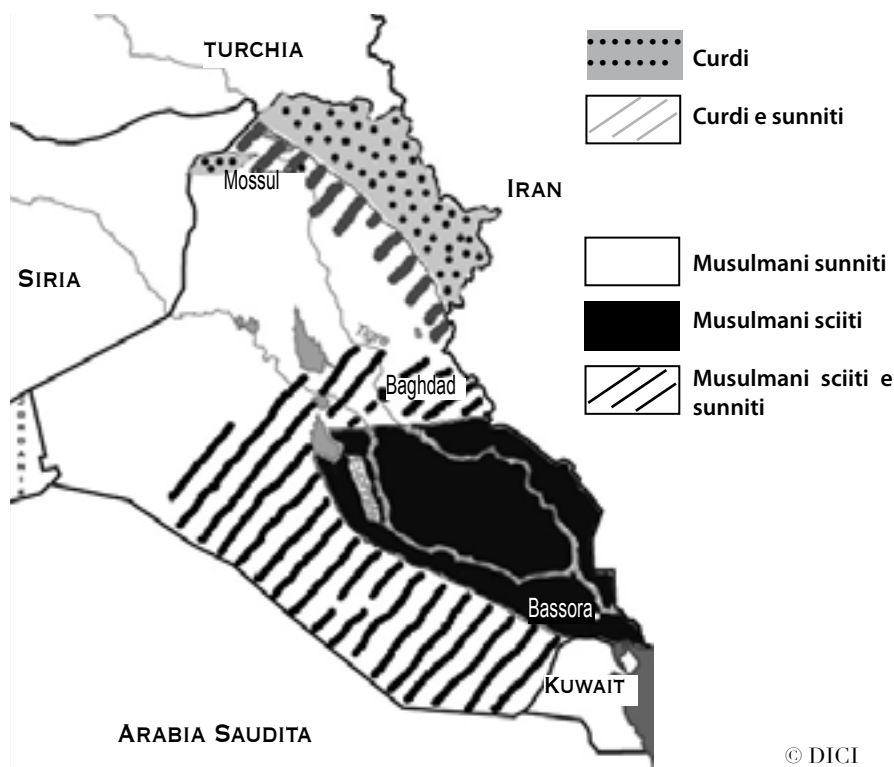 TURCHIA
Curdi
Curdi e sunniti
Mossul
IRAN
SIRIA
Musulmani sunniti
Musulmani sciiti
Tigro
Baghdad
Musulmani sciiti e
sunniti
Bassora
KUWAIT
ARABIA SAUDITA
© DICI